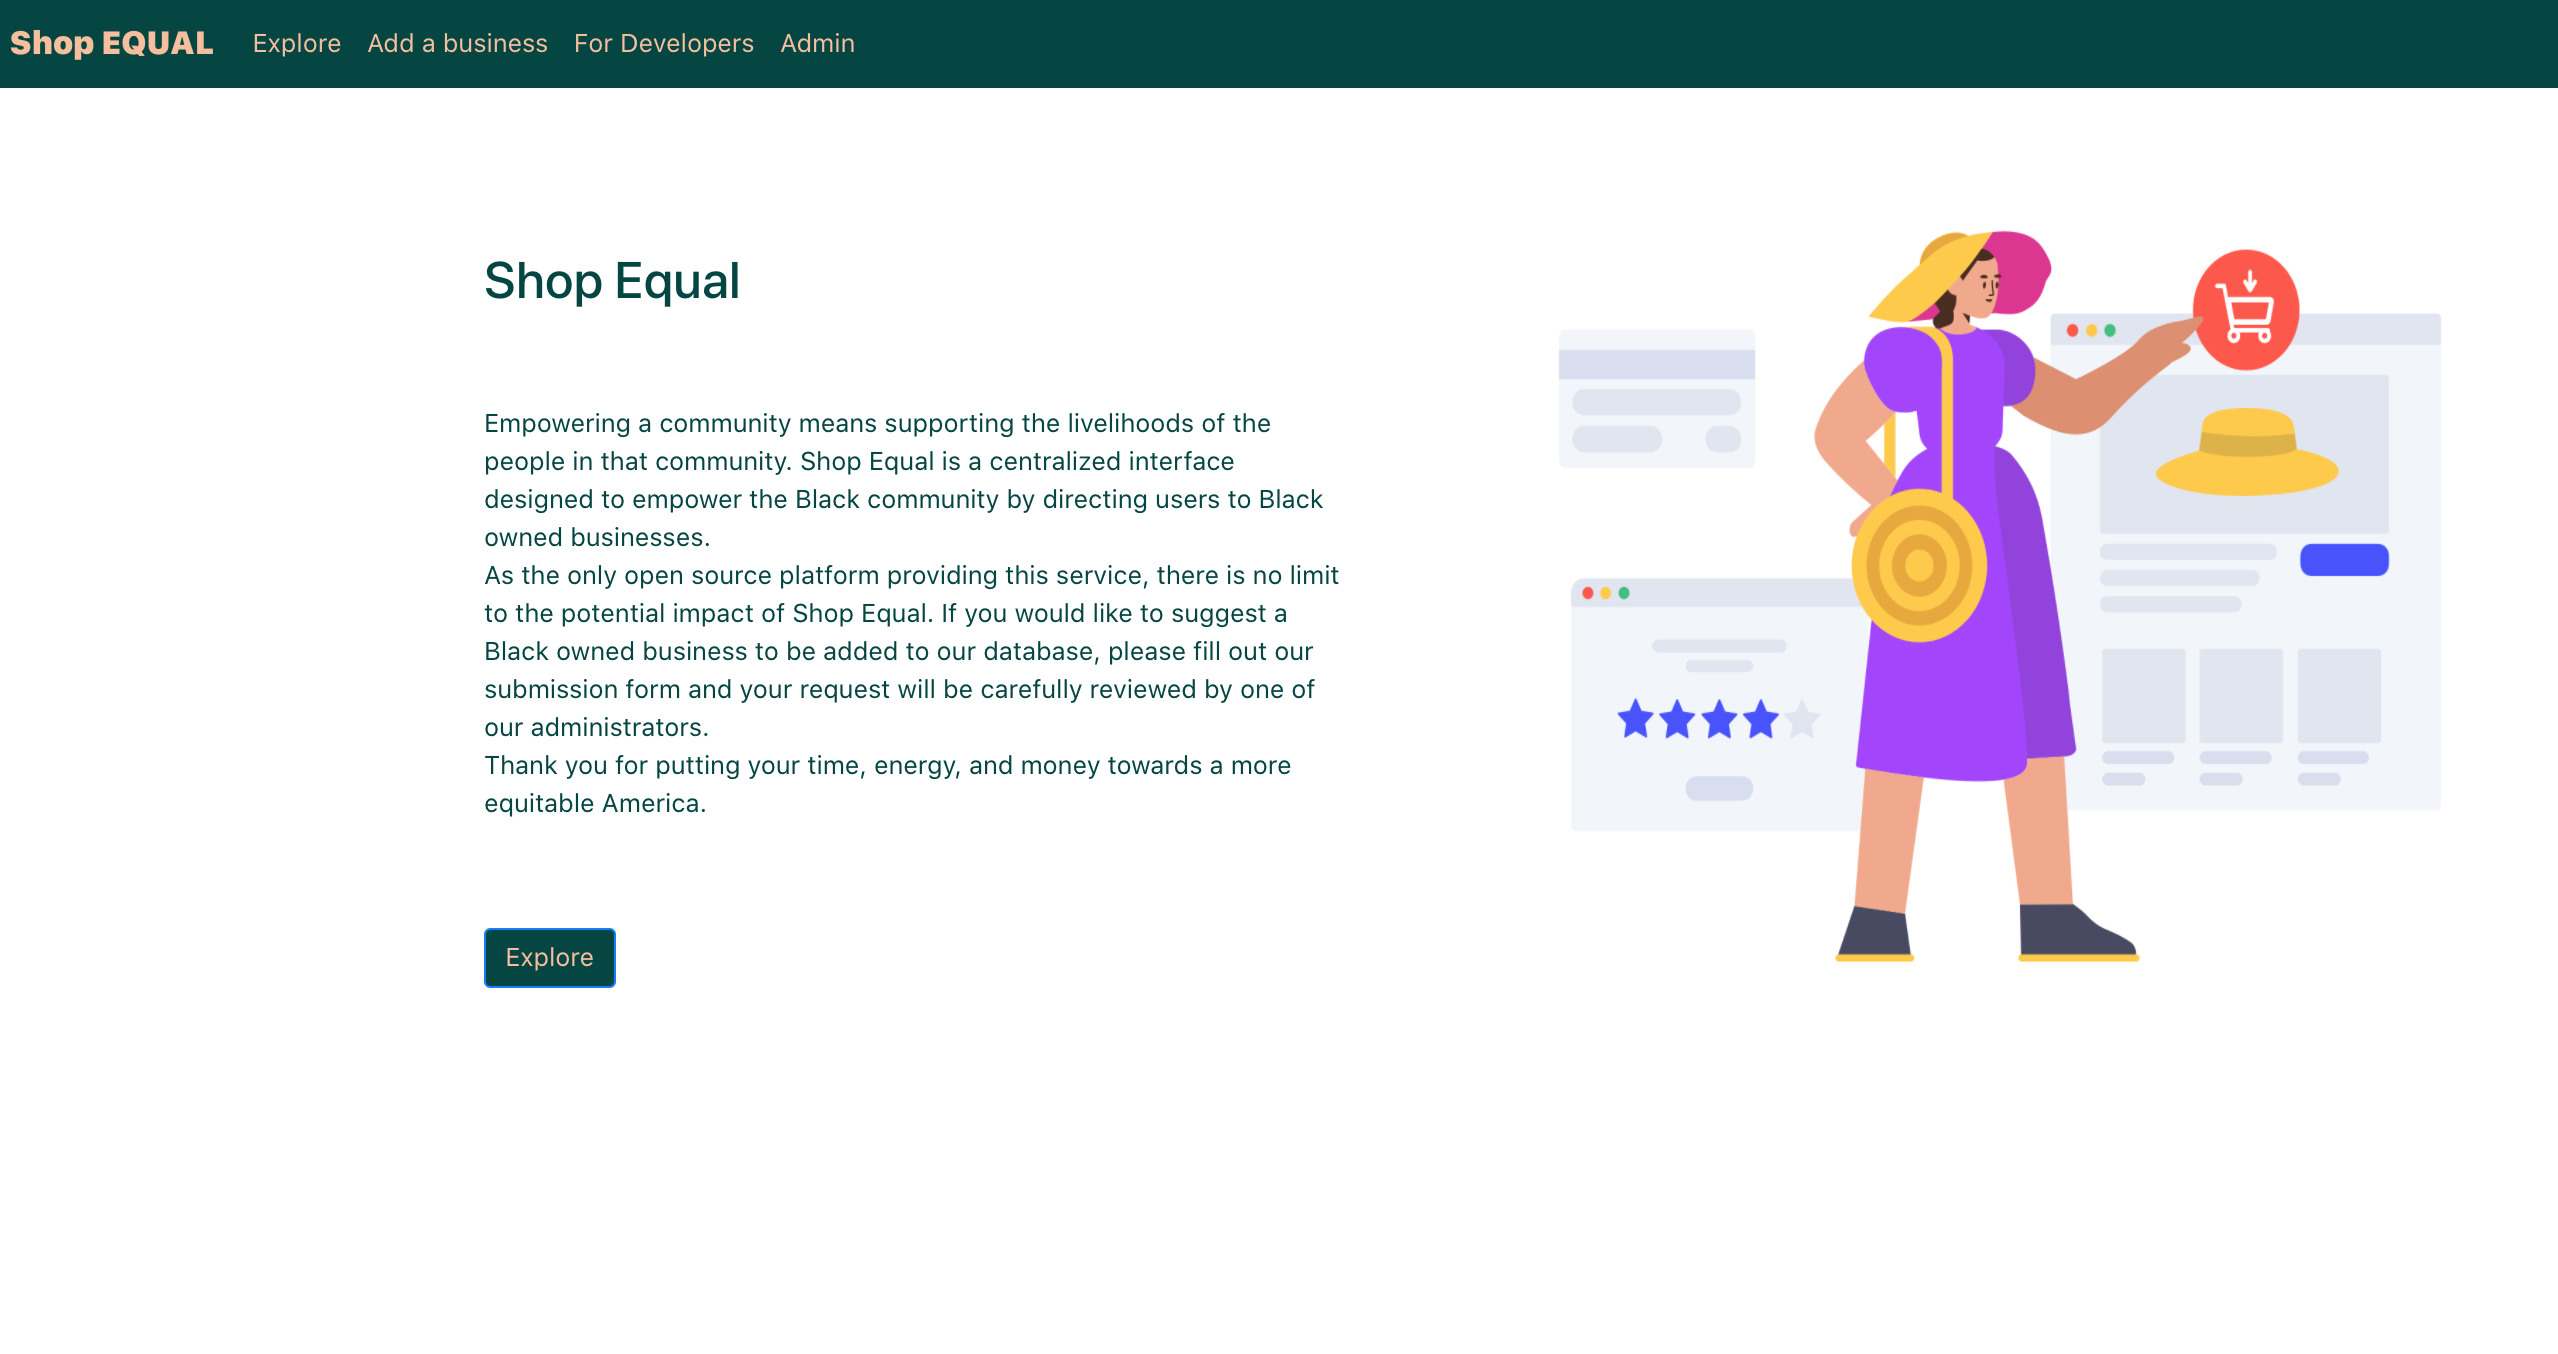 Shop EQUAL Explore Add a business For Developers Admin
Shop Equal
Empowering a community means supporting the livelihoods of the
people in that community. Shop Equal is a centralized interface
designed to empower the Black community by directing users to Black
owned businesses.
As the only open source platform providing this service, there is no limit
to the potential impact of Shop Equal. If you would like to suggest a
Black owned business to be added to our database, please fill out our
submission form and your request will be carefully reviewed by one of
our administrators.
Thank you for putting your time, energy, and money towards a more
equitable America.
Explore